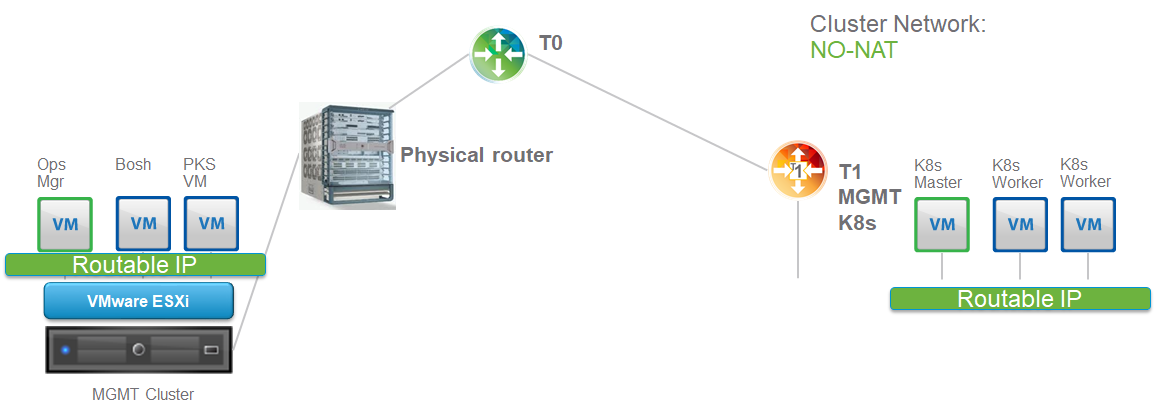 Cluster Network:
NO-NAT
T0
Physical router
Ops
Mgr
Bosh
PKS
VM
VM
VM
VM
Routable IP
VMware ESXi
MGMT Cluster
T1
T1
MGMT
K8s
K8s
Master
K8s
Worker
K8s
Worker
VM
VM
VM
Routable IP